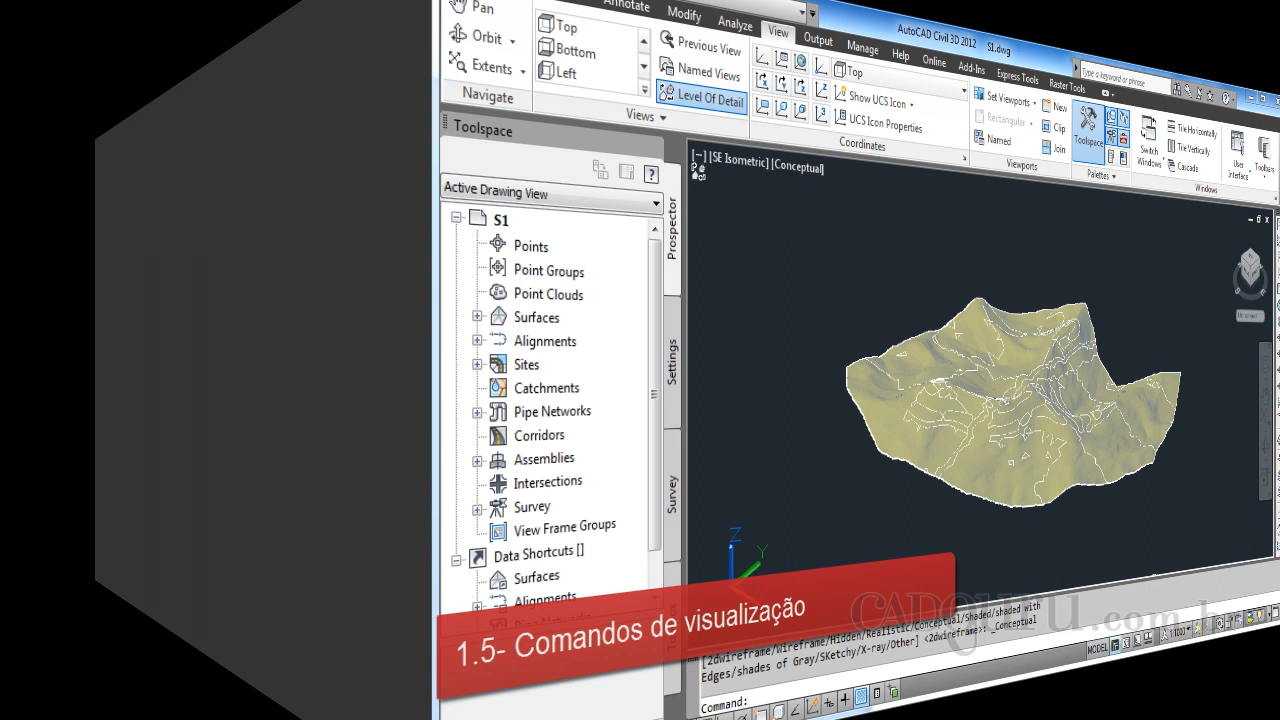 Pan
Orbit
Extents
Navigate
Top
Bottom
Left
Previous View
Named Views
Level Of Detail
Views
Annotate
Modify
Analyze
View
Output
Manage
Help
Online
Add-Ins
Express Tools
Raster Tools
AutoCAD Civil 3D 2012 S1.dwg
Type a keyword or phrase
Top
Show UCS Icon
UCS Icon Properties
Coordinates
Set Viewports
Rectangular
Named
New
Clip
Join
Viewports
Toolspace
Palettes
Switch
Windows
Tile Horizontally
Tile Vertically
Cascade
User
Interface
Toolbars
Windows
Toolspace
Active Drawing View
S1
Points
Point Groups
Point Clouds
Surfaces
Alignments
Sites
Catchments
Pipe Networks
Corridors
Assemblies
Intersections
Survey
View Frame Groups
Data Shortcuts []
Surfaces
Alignments
Prospector
Settings
Survey
[−] [SE Isometric] [Conceptual]
Z
Y
1.5- Comandos de visualização
CADGURU.com.br
[2dwireframe/Wireframe/Hidden/Realistic/Conceptual/Shaded/shaded with
Edges/shades of Gray/SKetchy/X-ray/Other] <2dwireframe>: _Conceptual
Command:
MODEL